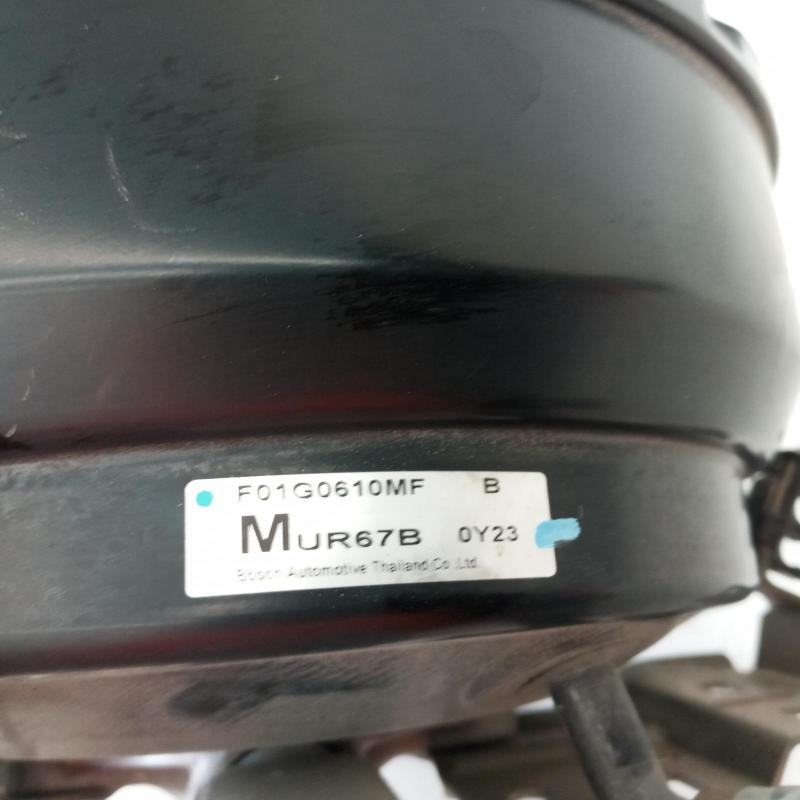 F01G0610MF B
MUR67B 0Y23
Bosch Automotive Thailand Co.,Ltd.